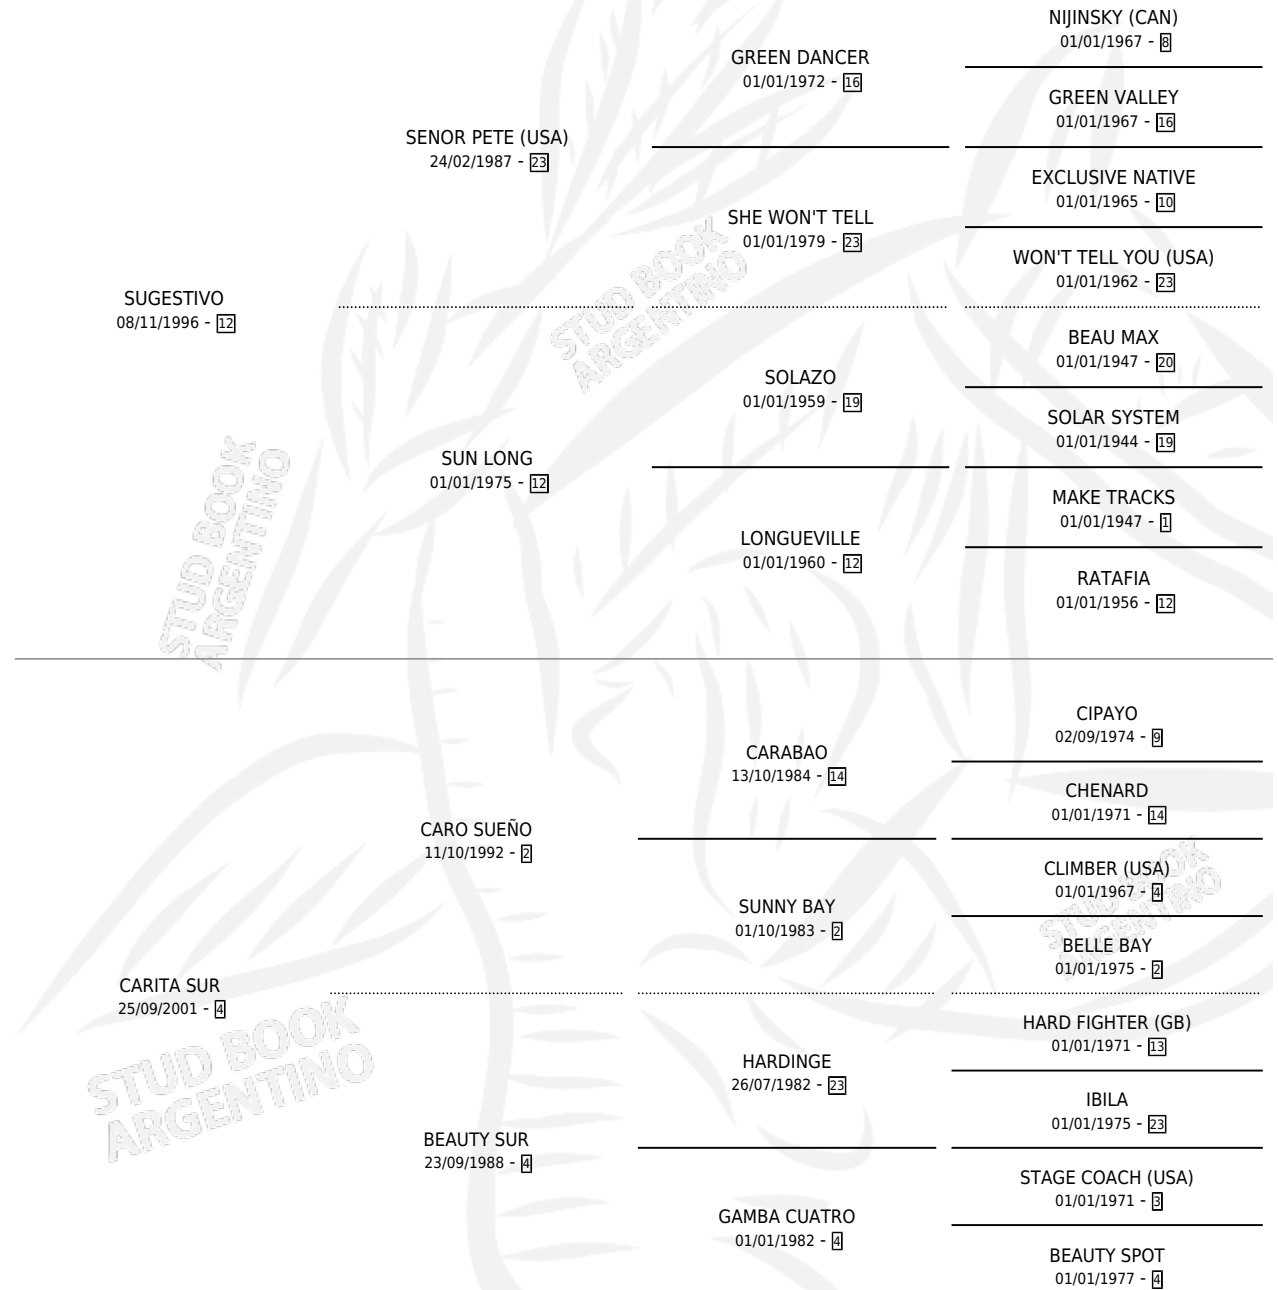 NIJINSKY (CAN)
01/01/1967 - 8
GREEN DANCER
01/01/1972 - 16
GREEN VALLEY
01/01/1967 - 16
SENOR PETE (USA)
24/02/1987 - 23
EXCLUSIVE NATIVE
01/01/1965 - 10
SHE WON'T TELL
01/01/1979 - 23
WON'T TELL YOU (USA)
01/01/1962 - 23
SUGESTIVO
08/11/1996 - 12
BEAU MAX
01/01/1947 - 20
SOLAZO
01/01/1959 - 19
SOLAR SYSTEM
01/01/1944 - 19
SUN LONG
01/01/1975 - 12
MAKE TRACKS
01/01/1947 - 1
LONGUEVILLE
01/01/1960 - 12
RATAFIA
01/01/1956 - 12
CIPAYO
02/09/1974 - 9
CARABAO
13/10/1984 - 14
CHENARD
01/01/1971 - 14
CARO SUEÑO
11/10/1992 - 2
CLIMBER (USA)
01/01/1967 - 4
SUNNY BAY
01/10/1983 - 2
BELLE BAY
01/01/1975 - 2
CARITA SUR
25/09/2001 - 4
HARD FIGHTER (GB)
01/01/1971 - 13
HARDINGE
26/07/1982 - 23
IBILA
01/01/1975 - 23
BEAUTY SUR
23/09/1988 - 4
STAGE COACH (USA)
01/01/1971 - 3
GAMBA CUATRO
01/01/1982 - 4
BEAUTY SPOT
01/01/1977 - 4
STUD BOOK
ARGENTINO
STUD BOOK
ARGENTINO
STUD BOOK
ARGENTINO
STUD BOOK
ARGENTINO